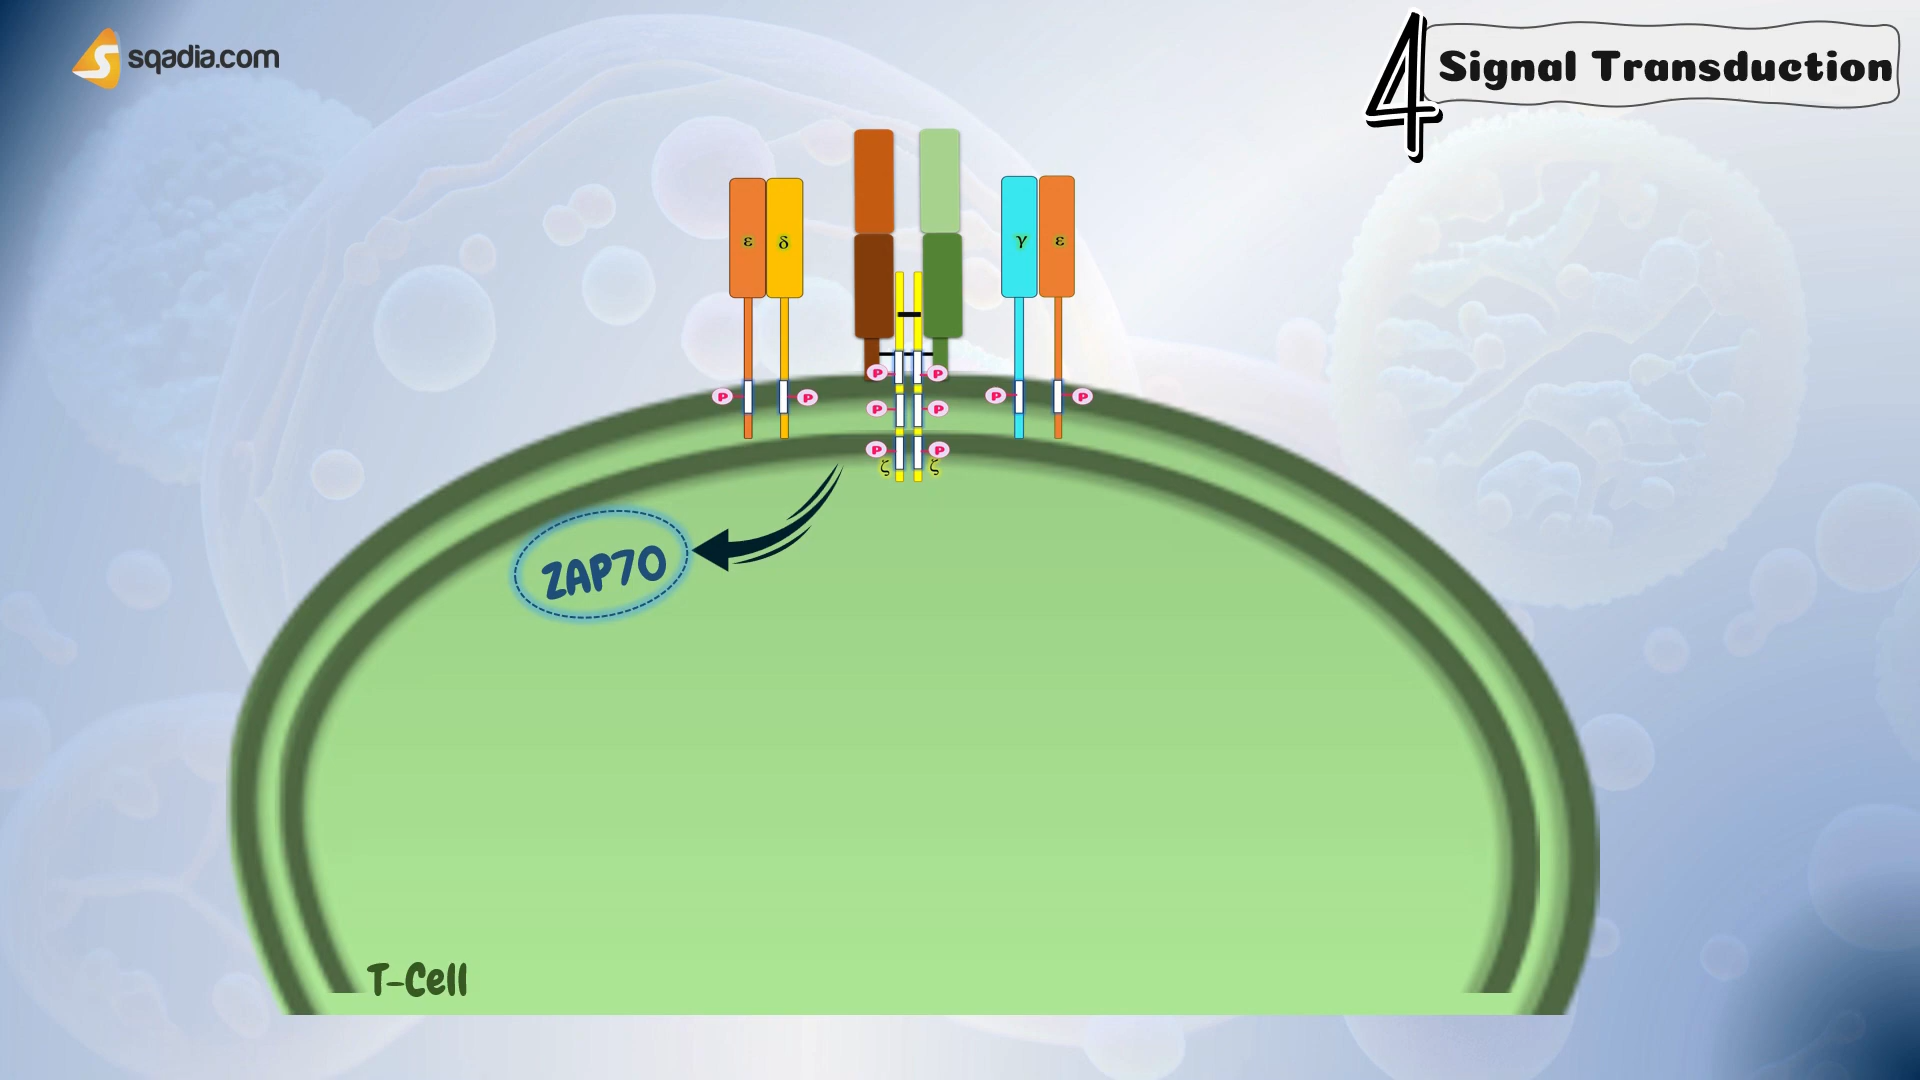 sqadia.com
4 Signal Transduction
ε δ γ ε
P P
P P P P
P P
P P
ζ ζ
ZAP70
T-Cell